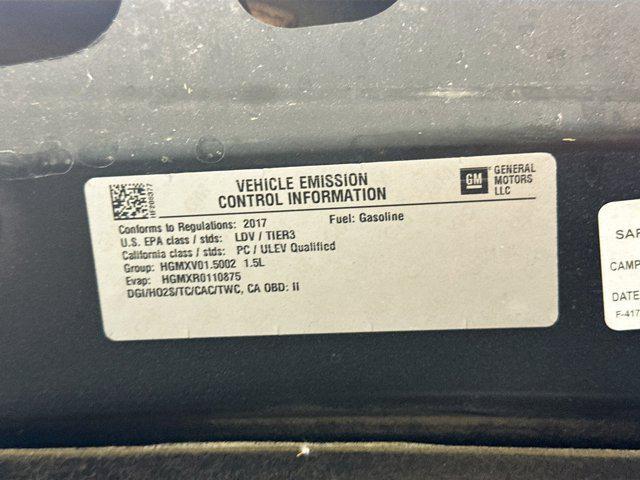 VEHICLE EMISSION
CONTROL INFORMATION
GM
GENERAL
MOTORS
LLC
Conforms to Regulations: 2017 Fuel: Gasoline
U.S. EPA class / stds: LDV / TIER3
California class / stds: PC / ULEV Qualified
Group: HGMXV01.5002 1.5L
Evap: HGMXR0110875
DGI/HO2S/TC/CAC/TWC, CA OBD: II
CAMP
DATE
F-417